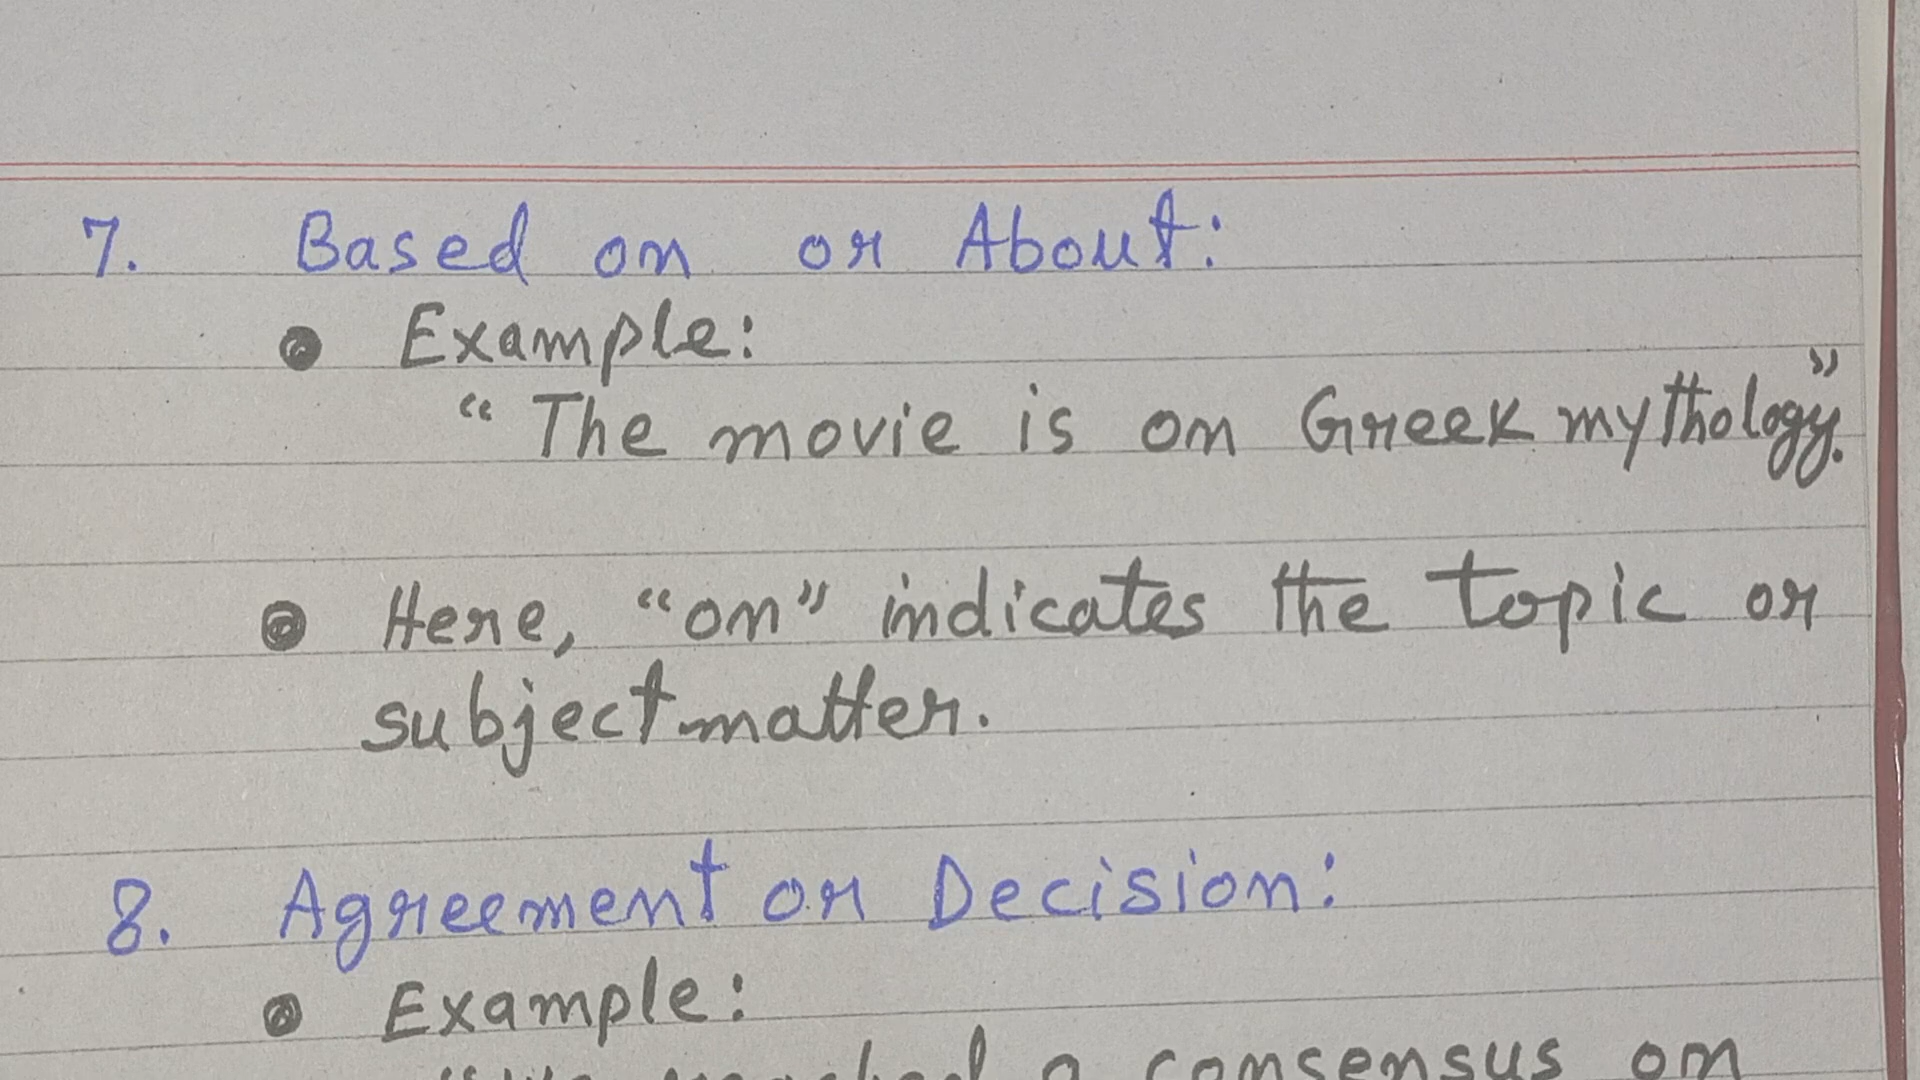 7. Based on or About:
• Example:
“The movie is on Greek mythology.”
• Here, “on” indicates the topic or
subject matter.
8. Agreement or Decision:
• Example:
a consensus on